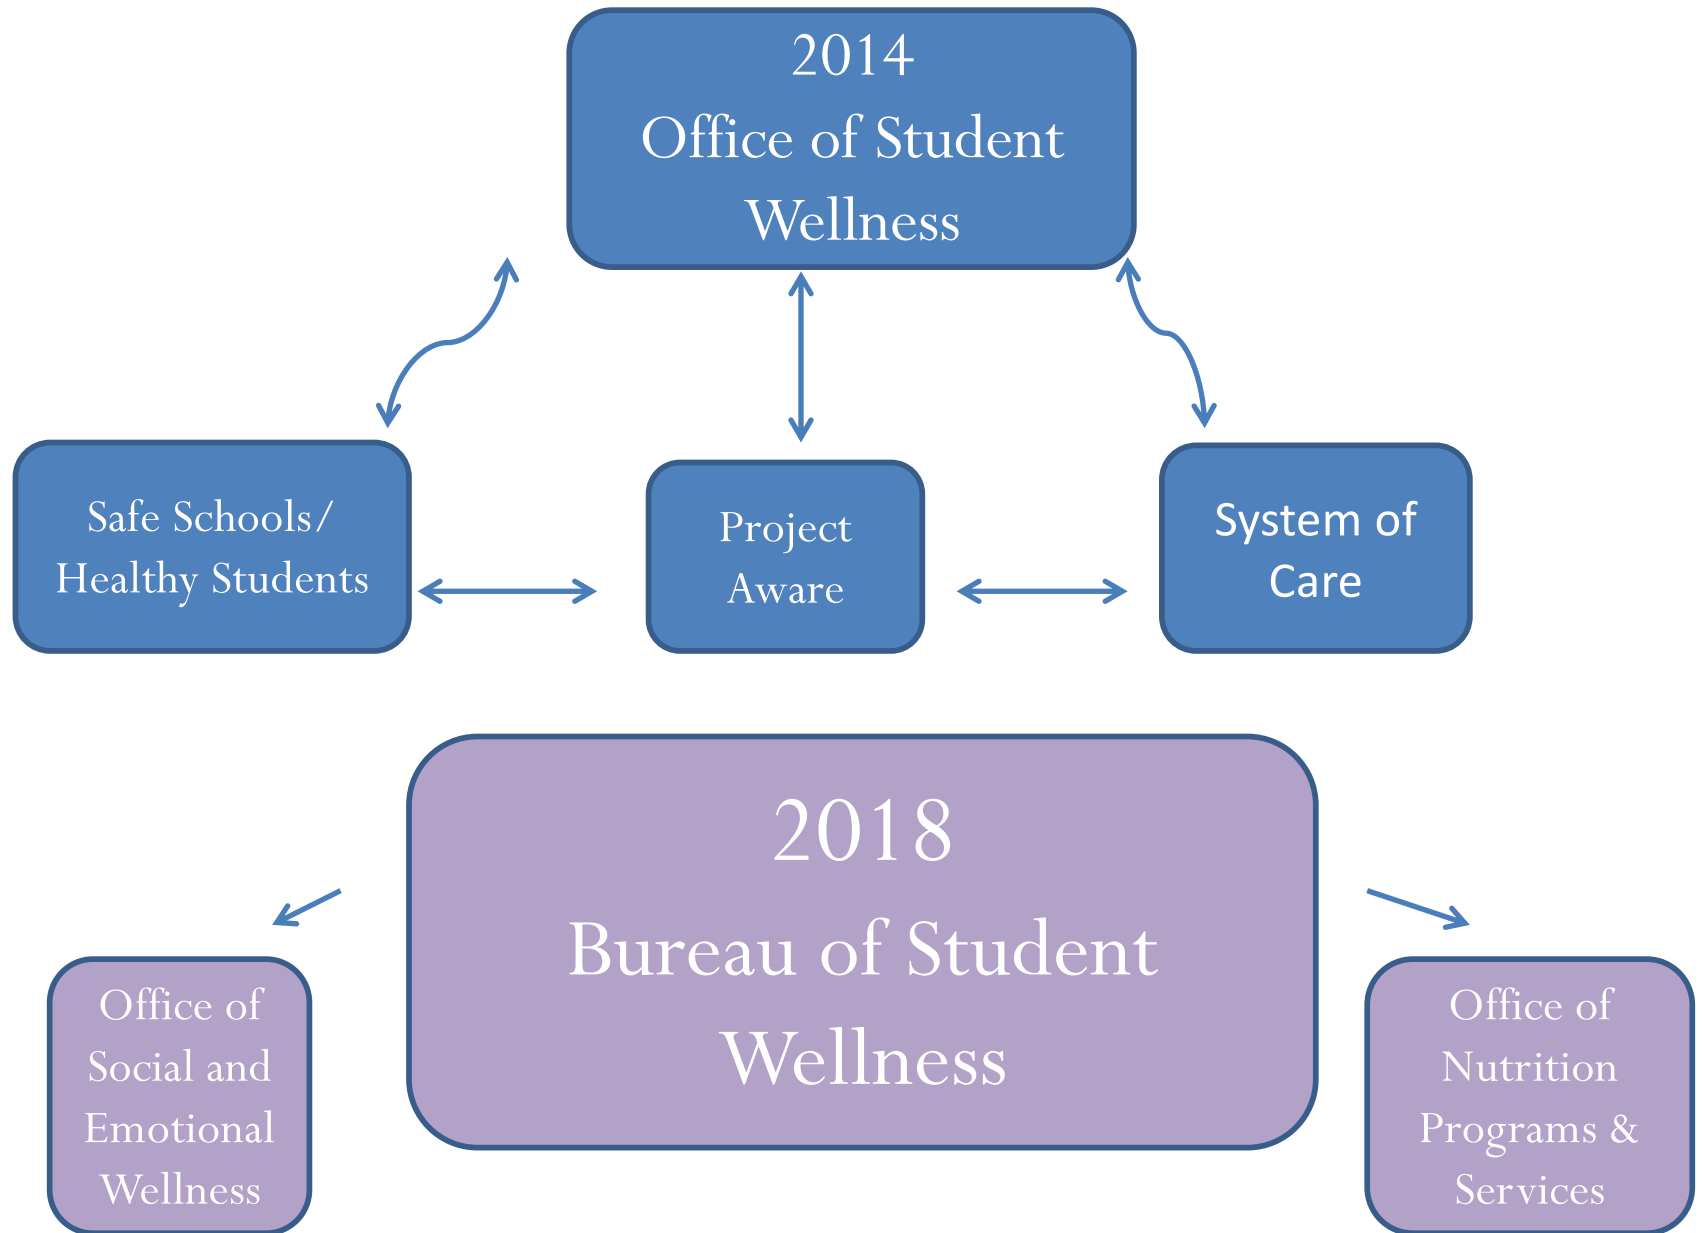 2014
Office of Student
Wellness
Safe Schools/
Healthy Students
Project
Aware
System of
Care
2018
Bureau of Student
Wellness
Office of
Social and
Emotional
Wellness
Office of
Nutrition
Programs &
Services